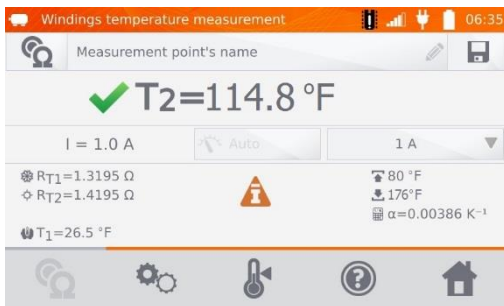 Windings temperature measurement 06:35
Measurement point's name
T2=114.8 °F
I = 1.0 A Auto 1 A
RT1=1.3195 Ω
RT2=1.4195 Ω
T1=26.5 °F
80 °F
176°F
α=0.00386 K⁻¹